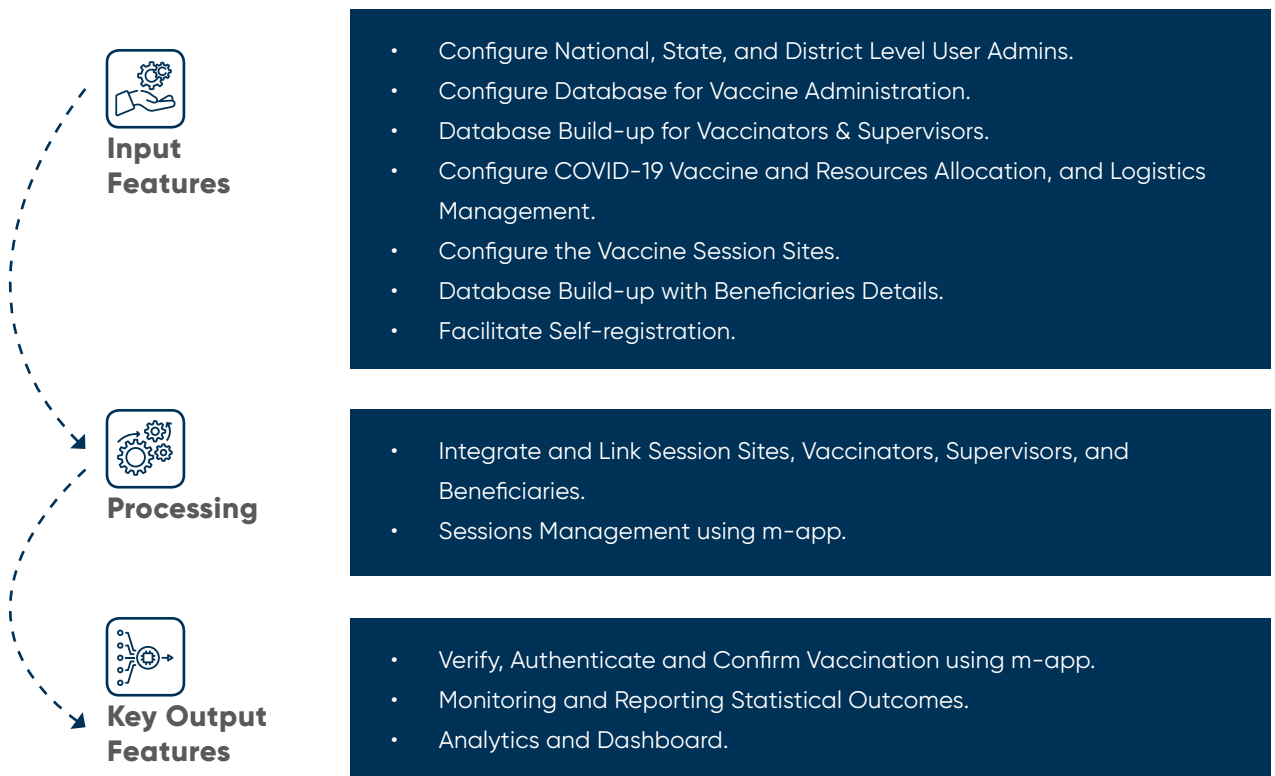 Input
Features
• Configure National, State, and District Level User Admins.
• Configure Database for Vaccine Administration.
• Database Build-up for Vaccinators & Supervisors.
• Configure COVID-19 Vaccine and Resources Allocation, and Logistics
Management.
• Configure the Vaccine Session Sites.
• Database Build-up with Beneficiaries Details.
• Facilitate Self-registration.
Processing
• Integrate and Link Session Sites, Vaccinators, Supervisors, and
Beneficiaries.
• Sessions Management using m-app.
Key Output
Features
• Verify, Authenticate and Confirm Vaccination using m-app.
• Monitoring and Reporting Statistical Outcomes.
• Analytics and Dashboard.